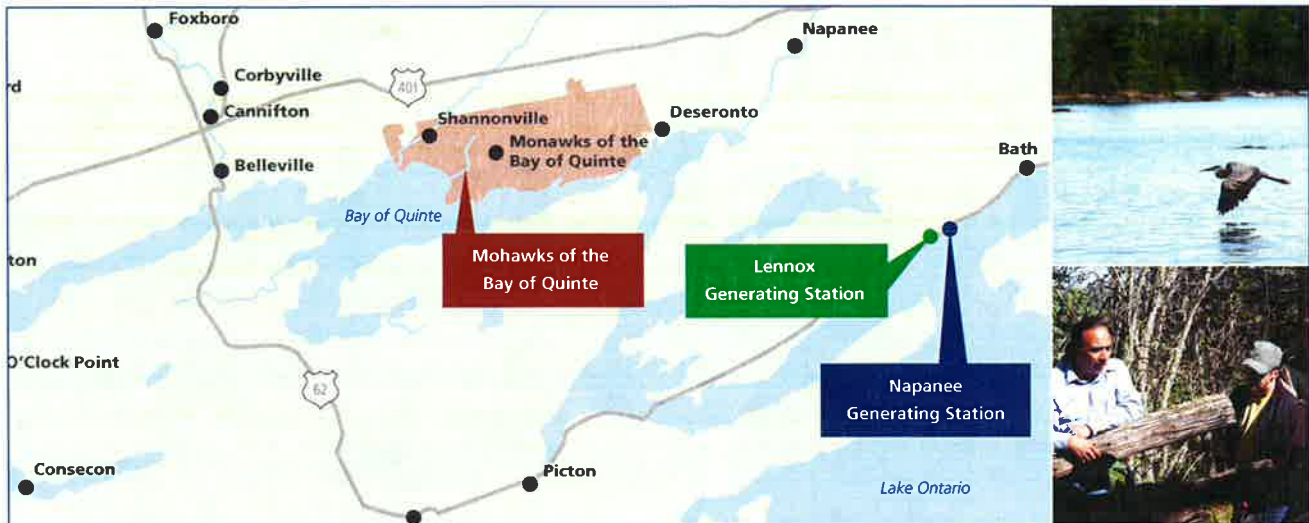 Foxboro
Napanee
rd
Corbyville
401
Cannifton
Shannonville
Deseronto
Monawks of the
Bay of Quinte
Bath
Belleville
Bay of Quinte
Mohawks of the
Bay of Quinte
Lennox
Generating Station
ton
O'Clock Point
62
Napanee
Generating Station
Consecon
Picton
Lake Ontario